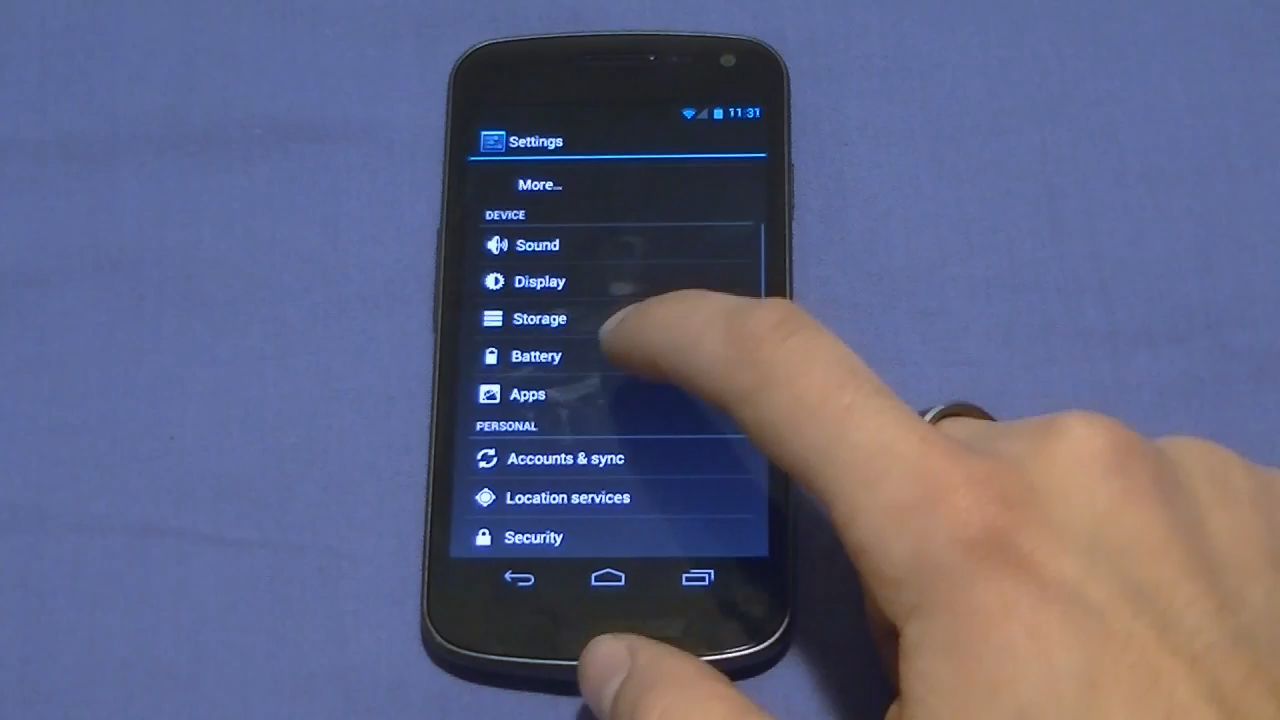 11:31
Settings
More...
DEVICE
Sound
Display
Storage
Battery
Apps
PERSONAL
Accounts & sync
Location services
Security